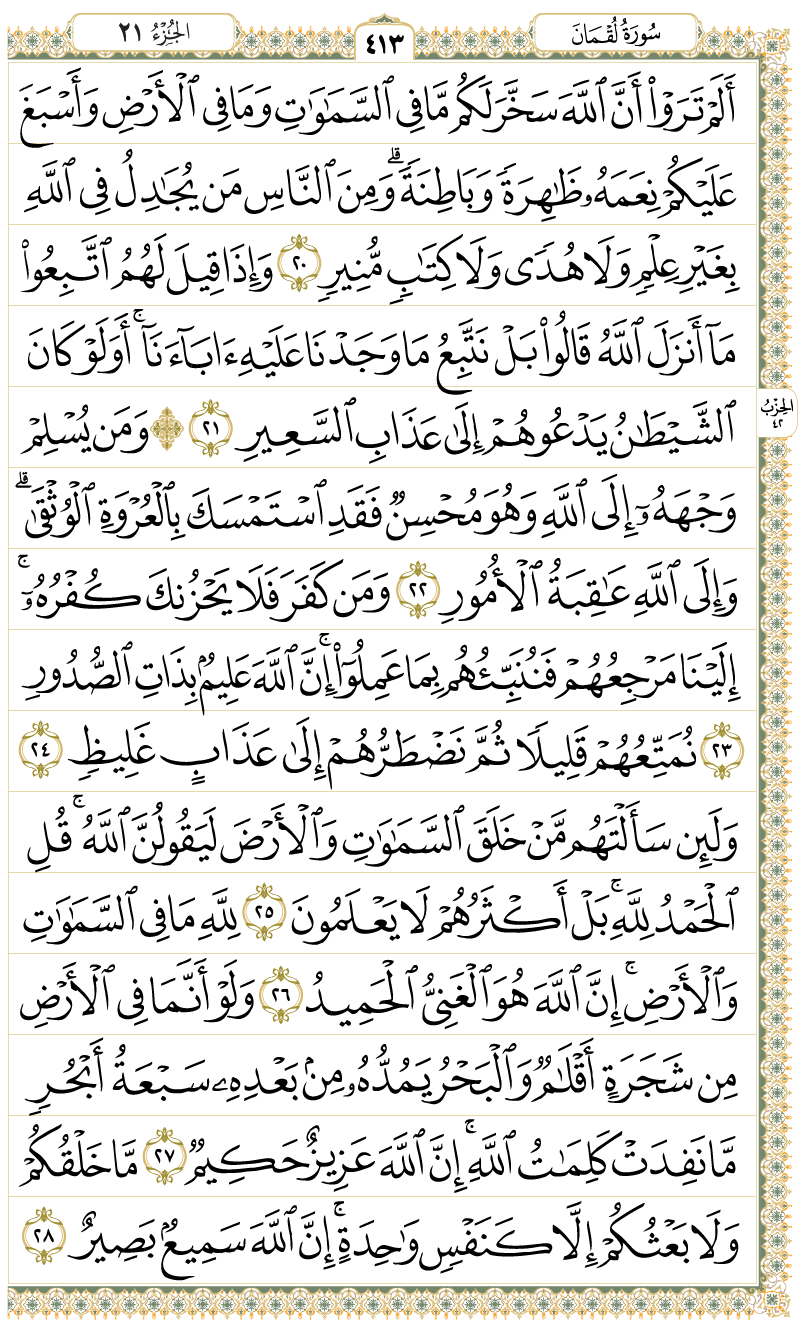 سُورَةُ لُقۡمَانَ
٤١٣
الجُزۡءُ ٢١
أَلَمۡ تَرَوۡاْ أَنَّ ٱللَّهَ سَخَّرَ لَكُم مَّا فِي ٱلسَّمَٰوَٰتِ وَمَا فِي ٱلۡأَرۡضِ وَأَسۡبَغَ
عَلَيۡكُمۡ نِعَمَهُۥ ظَٰهِرَةٗ وَبَاطِنَةٗۗ وَمِنَ ٱلنَّاسِ مَن يُجَٰدِلُ فِي ٱللَّهِ
بِغَيۡرِ عِلۡمٖ وَلَا هُدٗى وَلَا كِتَٰبٖ مُّنِيرٖ ٢٠ وَإِذَا قِيلَ لَهُمُ ٱتَّبِعُواْ
مَآ أَنزَلَ ٱللَّهُ قَالُواْ بَلۡ نَتَّبِعُ مَا وَجَدۡنَا عَلَيۡهِ ءَابَآءَنَآۚ أَوَلَوۡ كَانَ
ٱلشَّيۡطَٰنُ يَدۡعُوهُمۡ إِلَىٰ عَذَابِ ٱلسَّعِيرِ ٢١ ۞ وَمَن يُسۡلِمۡ
الحِزۡبُ ٤٢
وَجۡهَهُۥٓ إِلَى ٱللَّهِ وَهُوَ مُحۡسِنٞ فَقَدِ ٱسۡتَمۡسَكَ بِٱلۡعُرۡوَةِ ٱلۡوُثۡقَىٰۗ
وَإِلَى ٱللَّهِ عَٰقِبَةُ ٱلۡأُمُورِ ٢٢ وَمَن كَفَرَ فَلَا يَحۡزُنكَ كُفۡرُهُۥٓۚ
إِلَيۡنَا مَرۡجِعُهُمۡ فَنُنَبِّئُهُم بِمَا عَمِلُوٓاْۚ إِنَّ ٱللَّهَ عَلِيمُۢ بِذَاتِ ٱلصُّدُورِ
٢٣ نُمَتِّعُهُمۡ قَلِيلٗا ثُمَّ نَضۡطَرُّهُمۡ إِلَىٰ عَذَابٍ غَلِيظٖ ٢٤
وَلَئِن سَأَلۡتَهُم مَّنۡ خَلَقَ ٱلسَّمَٰوَٰتِ وَٱلۡأَرۡضَ لَيَقُولُنَّ ٱللَّهُۚ قُلِ
ٱلۡحَمۡدُ لِلَّهِۚ بَلۡ أَكۡثَرُهُمۡ لَا يَعۡلَمُونَ ٢٥ لِلَّهِ مَا فِي ٱلسَّمَٰوَٰتِ
وَٱلۡأَرۡضِۚ إِنَّ ٱللَّهَ هُوَ ٱلۡغَنِيُّ ٱلۡحَمِيدُ ٢٦ وَلَوۡ أَنَّمَا فِي ٱلۡأَرۡضِ
مِن شَجَرَةٍ أَقۡلَٰمٞ وَٱلۡبَحۡرُ يَمُدُّهُۥ مِنۢ بَعۡدِهِۦ سَبۡعَةُ أَبۡحُرٖ
مَّا نَفِدَتۡ كَلِمَٰتُ ٱللَّهِۚ إِنَّ ٱللَّهَ عَزِيزٌ حَكِيمٞ ٢٧ مَّا خَلۡقُكُمۡ
وَلَا بَعۡثُكُمۡ إِلَّا كَنَفۡسٖ وَٰحِدَةٍۚ إِنَّ ٱللَّهَ سَمِيعُۢ بَصِيرٌ ٢٨